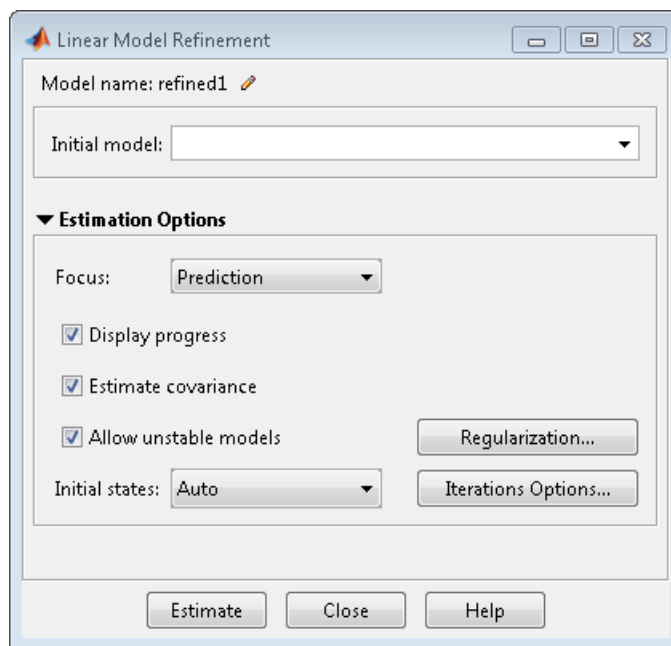 Linear Model Refinement
Model name: refined1
Initial model:
Estimation Options
Focus: Prediction
Display progress
Estimate covariance
Allow unstable models Regularization...
Initial states: Auto Iterations Options...
Estimate Close Help